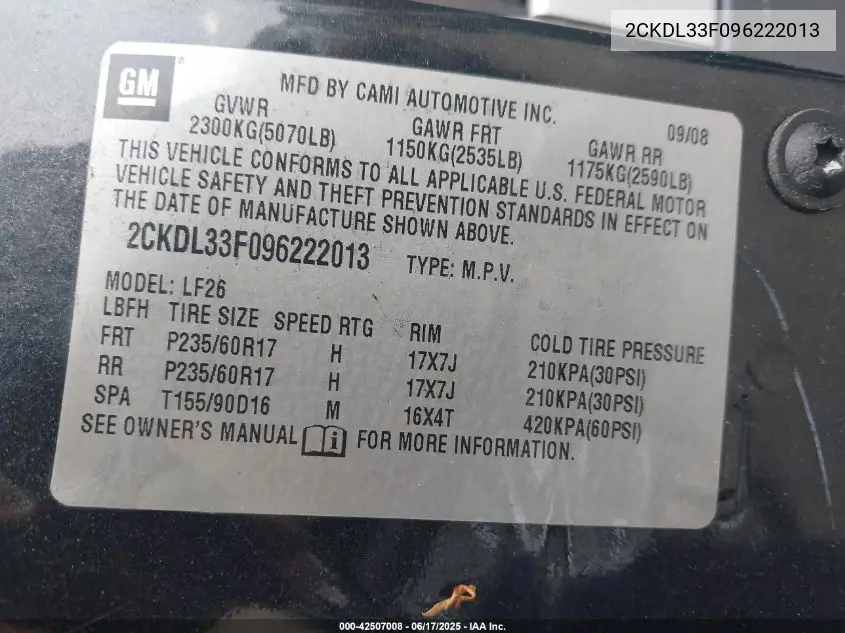 2CKDL33F096222013
GM
MFD BY CAMI AUTOMOTIVE INC.
09/08
GVWR
2300KG(5070LB)
GAWR FRT
1150KG(2535LB)
GAWR RR
1175KG(2590LB)
THIS VEHICLE CONFORMS TO ALL APPLICABLE U.S. FEDERAL MOTOR
VEHICLE SAFETY AND THEFT PREVENTION STANDARDS IN EFFECT ON
THE DATE OF MANUFACTURE SHOWN ABOVE.
2CKDL33F096222013 TYPE: M.P.V.
MODEL: LF26
LBFH TIRE SIZE SPEED RTG RIM COLD TIRE PRESSURE
FRT P235/60R17 H 17X7J 210KPA(30PSI)
RR P235/60R17 H 17X7J 210KPA(30PSI)
SPA T155/90D16 M 16X4T 420KPA(60PSI)
SEE OWNER'S MANUAL i FOR MORE INFORMATION.
000-42507008 - 06/17/2025 - IAA Inc.